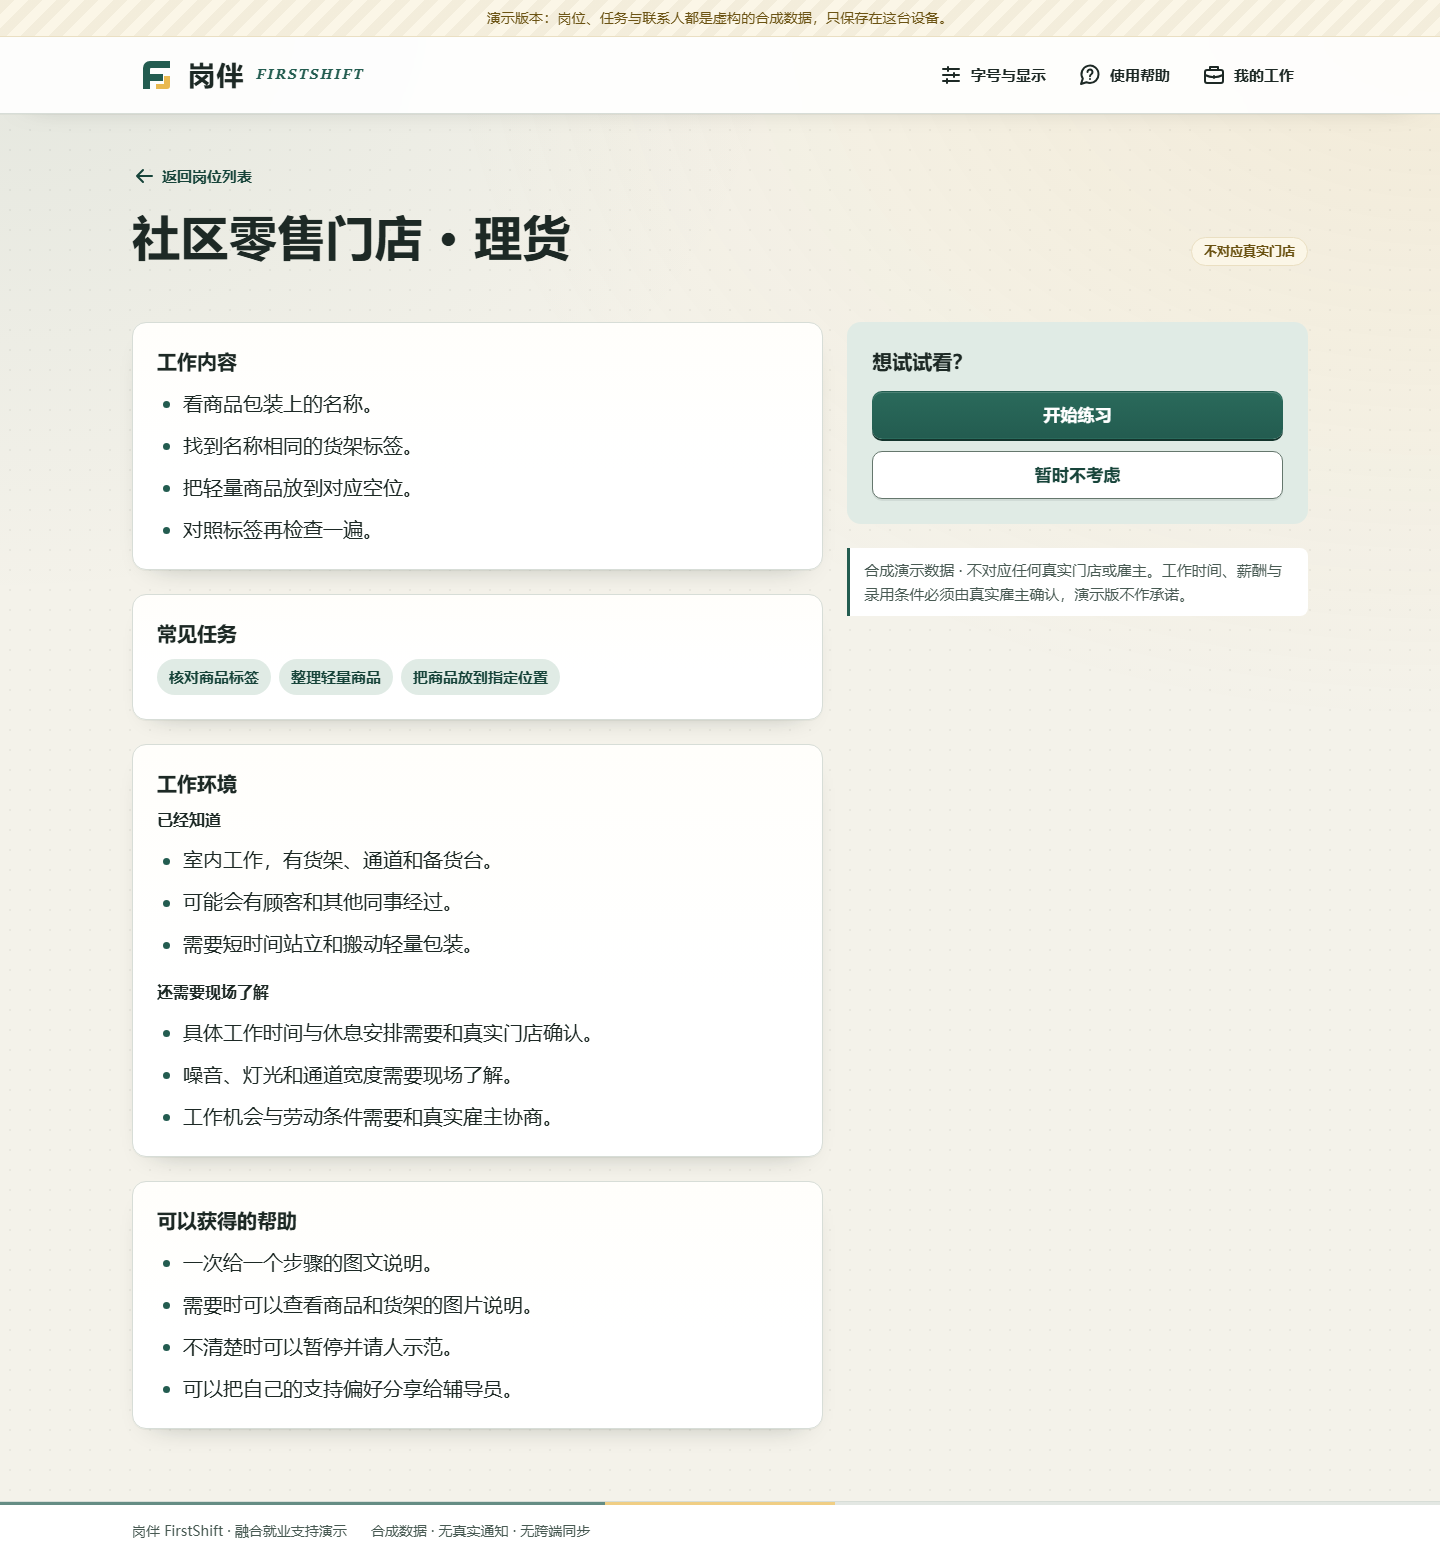 演示版本：岗位、任务与联系人都是虚构的合成数据，只保存在这台设备。
岗伴 FIRSTSHIFT
字号与显示
使用帮助
我的工作
返回岗位列表
社区零售门店·理货
不对应真实门店
工作内容
看商品包装上的名称。
找到名称相同的货架标签。
把轻量商品放到对应空位。
对照标签再检查一遍。
常见任务
核对商品标签
整理轻量商品
把商品放到指定位置
工作环境
已经知道
室内工作，有货架、通道和备货台。
可能会有顾客和其他同事经过。
需要短时间站立和搬动轻量包装。
还需要现场了解
具体工作时间与休息安排需要和真实门店确认。
噪音、灯光和通道宽度需要现场了解。
工作机会与劳动条件需要和真实雇主协商。
可以获得的帮助
一次给一个步骤的图文说明。
需要时可以查看商品和货架的图片说明。
不清楚时可以暂停并请人示范。
可以把自己的支持偏好分享给辅导员。
想试试看？
开始练习
暂时不考虑
合成演示数据 · 不对应任何真实门店或雇主。工作时间、薪酬与
录用条件必须由真实雇主确认，演示版不作承诺。
岗伴 FirstShift · 融合就业支持演示
合成数据 · 无真实通知 · 无跨端同步